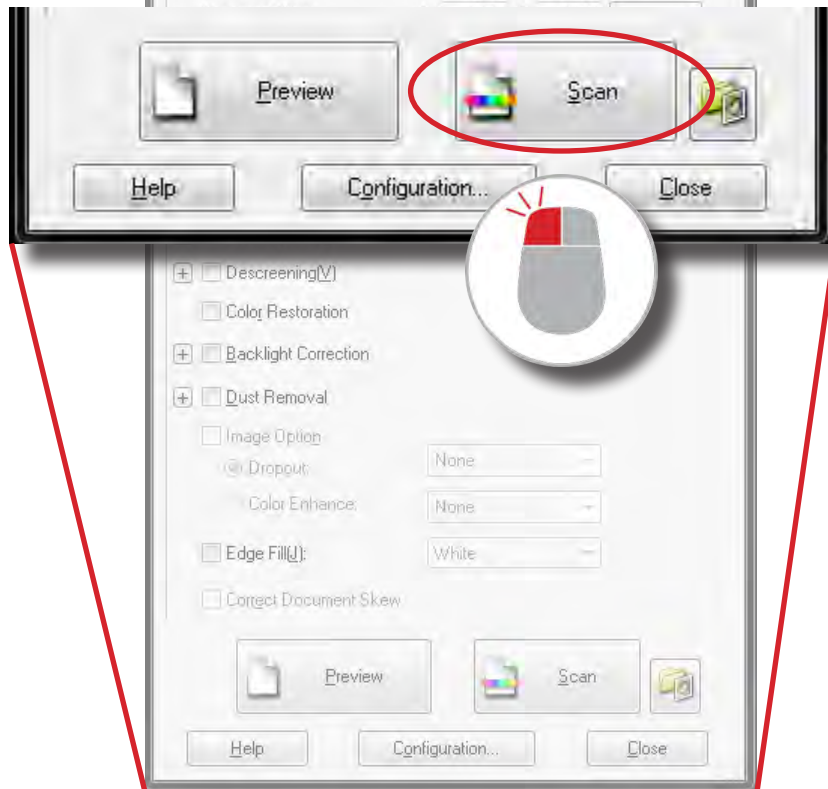 Preview Scan
Help Configuration... Close
Descreening(V)
Color Restoration
Backlight Correction
Dust Removal
Image Option
Dropout: None
Color Enhance: None
Edge Fill(J): White
Correct Document Skew
Preview Scan
Help Configuration... Close